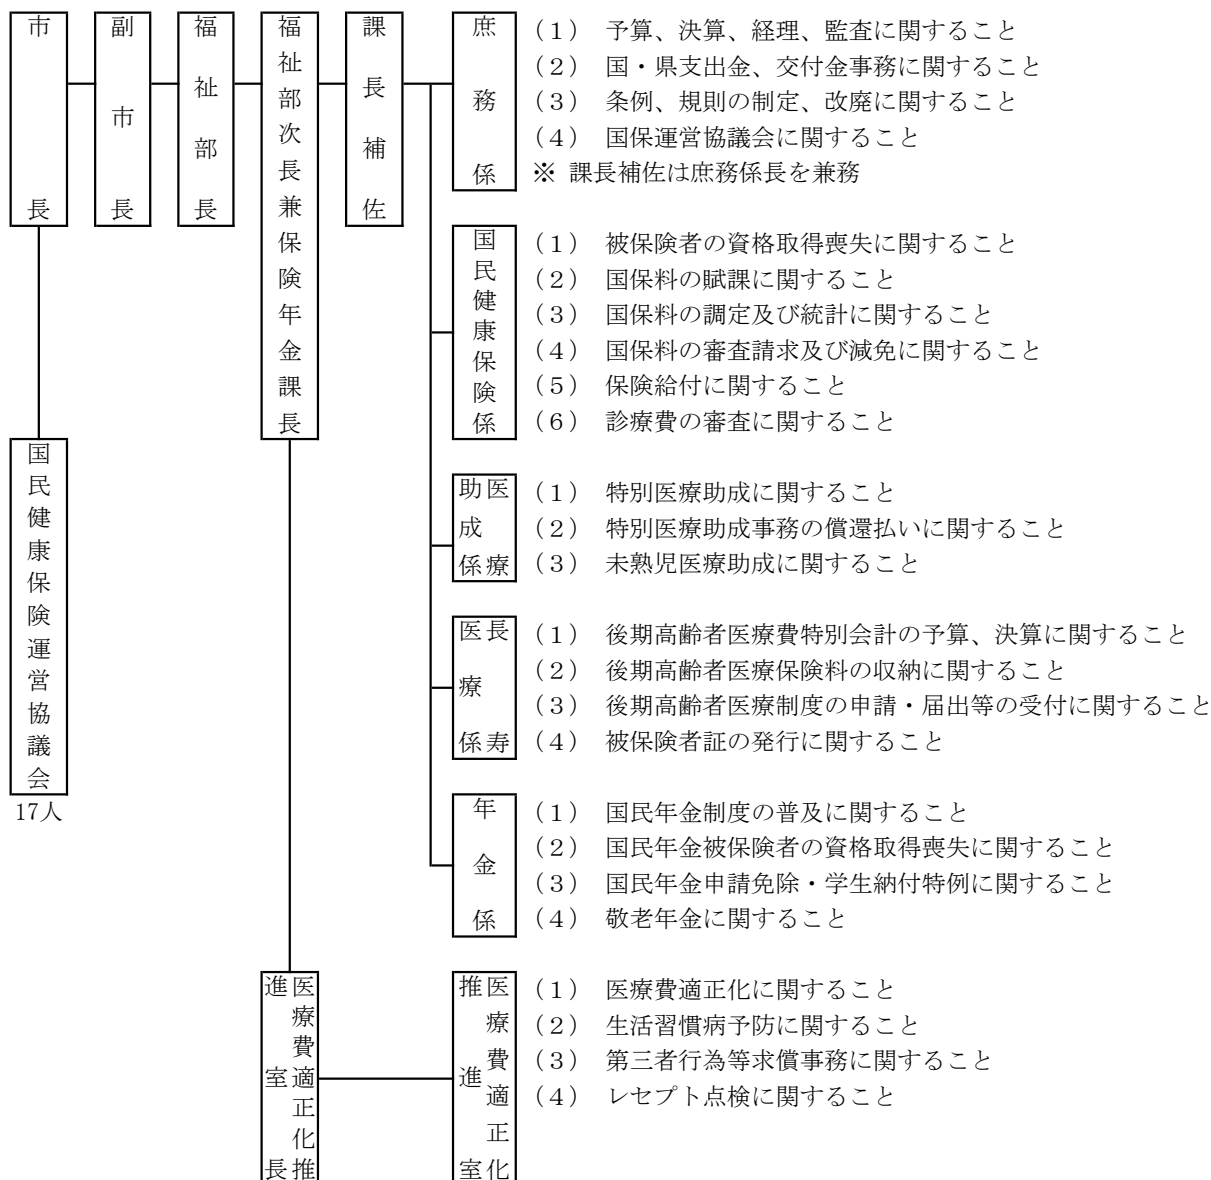 市長
副市長
福祉部長
福祉部次長兼保険年金課長
課長補佐
庶務係
（１） 予算、決算、経理、監査に関すること
（２） 国・県支出金、交付金事務に関すること
（３） 条例、規則の制定、改廃に関すること
（４） 国保運営協議会に関すること
※ 課長補佐は庶務係長を兼務
国民健康保険係
（１） 被保険者の資格取得喪失に関すること
（２） 国保料の賦課に関すること
（３） 国保料の調定及び統計に関すること
（４） 国保料の審査請求及び減免に関すること
（５） 保険給付に関すること
（６） 診療費の審査に関すること
国民健康保険運営協議会
17人
医療
助成係
（１） 特別医療助成に関すること
（２） 特別医療助成事務の償還払いに関すること
（３） 未熟児医療助成に関すること
長寿
医療係
（１） 後期高齢者医療費特別会計の予算、決算に関すること
（２） 後期高齢者医療保険料の収納に関すること
（３） 後期高齢者医療制度の申請・届出等の受付に関すること
（４） 被保険者証の発行に関すること
年金係
（１） 国民年金制度の普及に関すること
（２） 国民年金被保険者の資格取得喪失に関すること
（３） 国民年金申請免除・学生納付特例に関すること
（４） 敬老年金に関すること
医療費適正化推
進室長
医療費適正化
推進室
（１） 医療費適正化に関すること
（２） 生活習慣病予防に関すること
（３） 第三者行為等求償事務に関すること
（４） レセプト点検に関すること